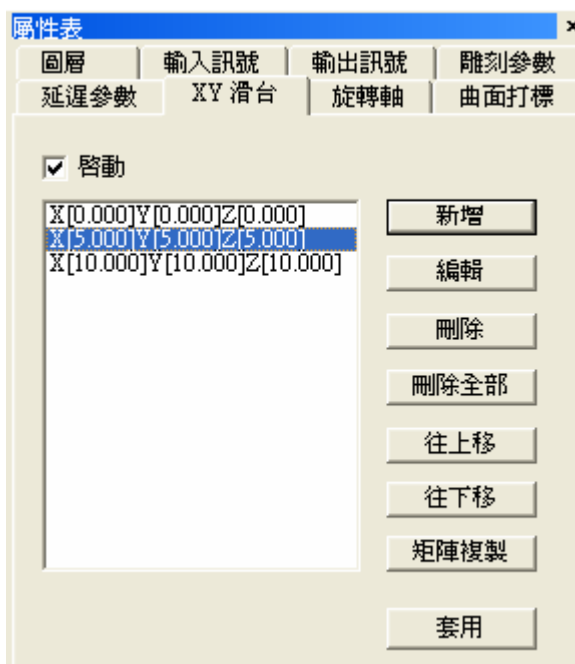 屬性表
圖層 輸入訊號 輸出訊號 雕刻參數
延遲參數 XY 滑台 旋轉軸 曲面打標
啓動
X[0.000]Y[0.000]Z[0.000]
X[5.000]Y[5.000]Z[5.000]
X[10.000]Y[10.000]Z[10.000]
新增
編輯
刪除
刪除全部
往上移
往下移
矩陣複製
套用